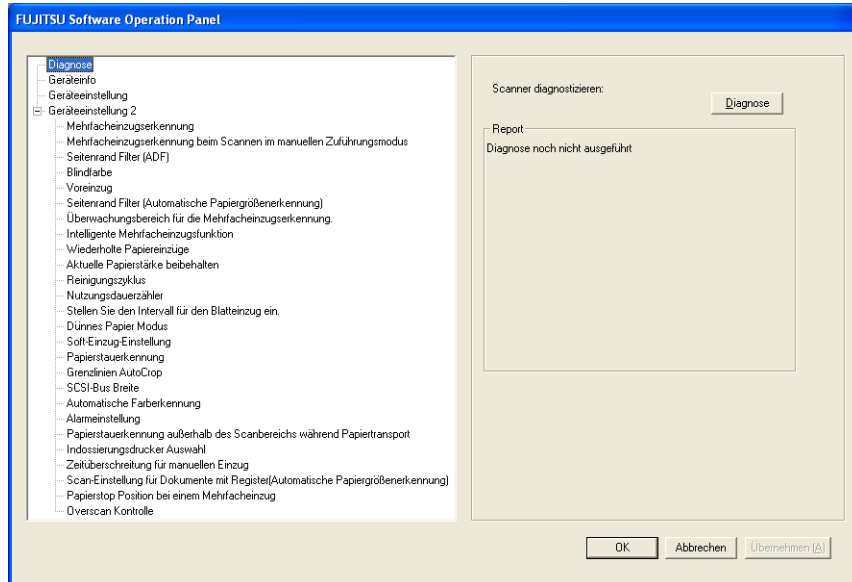 FUJITSU Software Operation Panel
Diagnose
Geräteinfo
Geräteeinstellung
Geräteeinstellung 2
Mehrfacheinzugserkennung
Mehrfacheinzugserkennung beim Scannen im manuellen Zuführungsmodus
Seitenrand Filter (ADF)
Blindfarbe
Voreinzug
Seitenrand Filter (Automatische Papiergrößenerkennung)
Überwachungsbereich für die Mehrfacheinzugserkennung.
Intelligente Mehrfacheinzugsfunktion
Wiederholte Papiereinzüge
Aktuelle Papierstärke beibehalten
Reinigungszyklus
Nutzungsdauerzähler
Stellen Sie den Intervall für den Blatteinzug ein.
Dünnes Papier Modus
Soft-Einzug-Einstellung
Papierstauerkennung
Grenzlinien AutoCrop
SCSI-Bus Breite
Automatische Farberkennung
Alarmeinstellung
Papierstauerkennung außerhalb des Scanbereichs während Papiertransport
Indossierungsdrucker Auswahl
Zeitüberschreitung für manuellen Einzug
Scan-Einstellung für Dokumente mit Register(Automatische Papiergrößenerkennung)
Papierstop Position bei einem Mehrfacheinzug
Overscan Kontrolle
Scanner diagnostizieren:
Diagnose
Report
Diagnose noch nicht ausgeführt
OK
Abbrechen
Übernehmen (A)